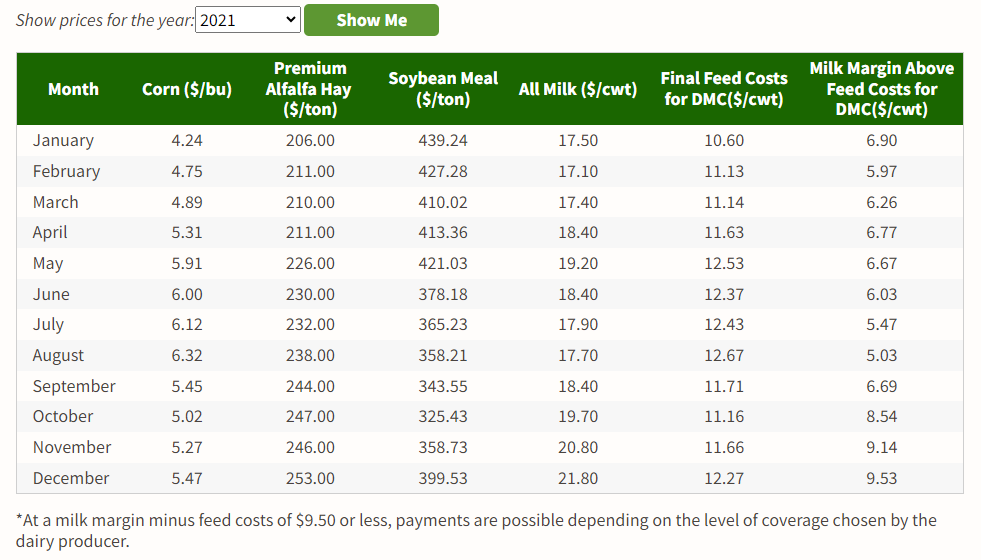 Show prices for the year: 2021 Show Me
Month Corn ($/bu) Premium Alfalfa Hay ($/ton) Soybean Meal ($/ton) All Milk ($/cwt) Final Feed Costs for DMC($/cwt) Milk Margin Above Feed Costs for DMC($/cwt)
January 4.24 206.00 439.24 17.50 10.60 6.90
February 4.75 211.00 427.28 17.10 11.13 5.97
March 4.89 210.00 410.02 17.40 11.14 6.26
April 5.31 211.00 413.36 18.40 11.63 6.77
May 5.91 226.00 421.03 19.20 12.53 6.67
June 6.00 230.00 378.18 18.40 12.37 6.03
July 6.12 232.00 365.23 17.90 12.43 5.47
August 6.32 238.00 358.21 17.70 12.67 5.03
September 5.45 244.00 343.55 18.40 11.71 6.69
October 5.02 247.00 325.43 19.70 11.16 8.54
November 5.27 246.00 358.73 20.80 11.66 9.14
December 5.47 253.00 399.53 21.80 12.27 9.53
*At a milk margin minus feed costs of $9.50 or less, payments are possible depending on the level of coverage chosen by the
dairy producer.